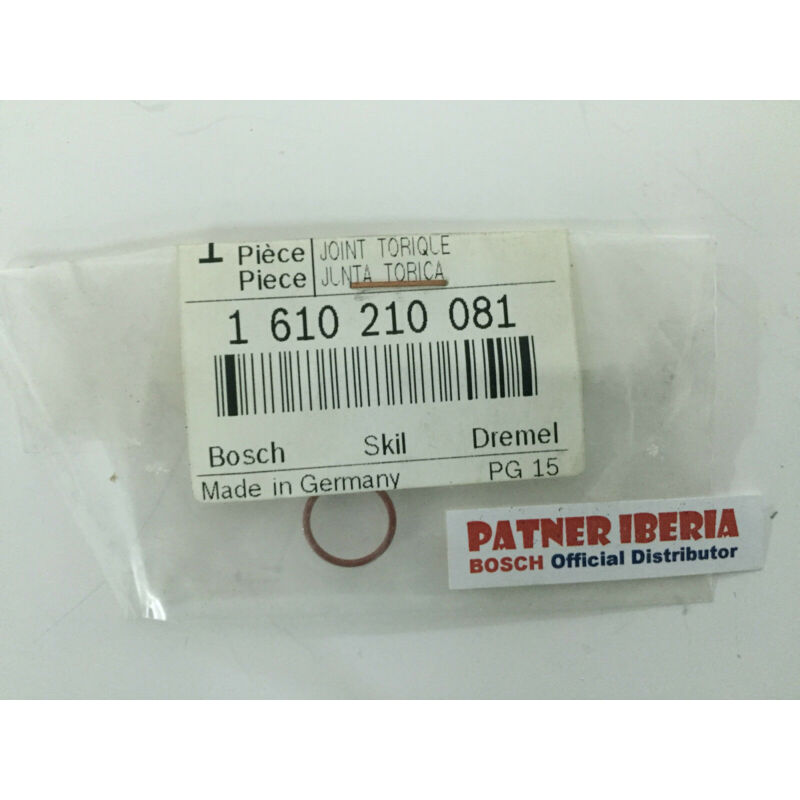 1 Pièce JOINT TORIQUE
Piece JUNTA TORICA
1 610 210 081
Bosch Skil Dremel
Made in Germany PG 15
PATNER IBERIA
BOSCH Official Distributor